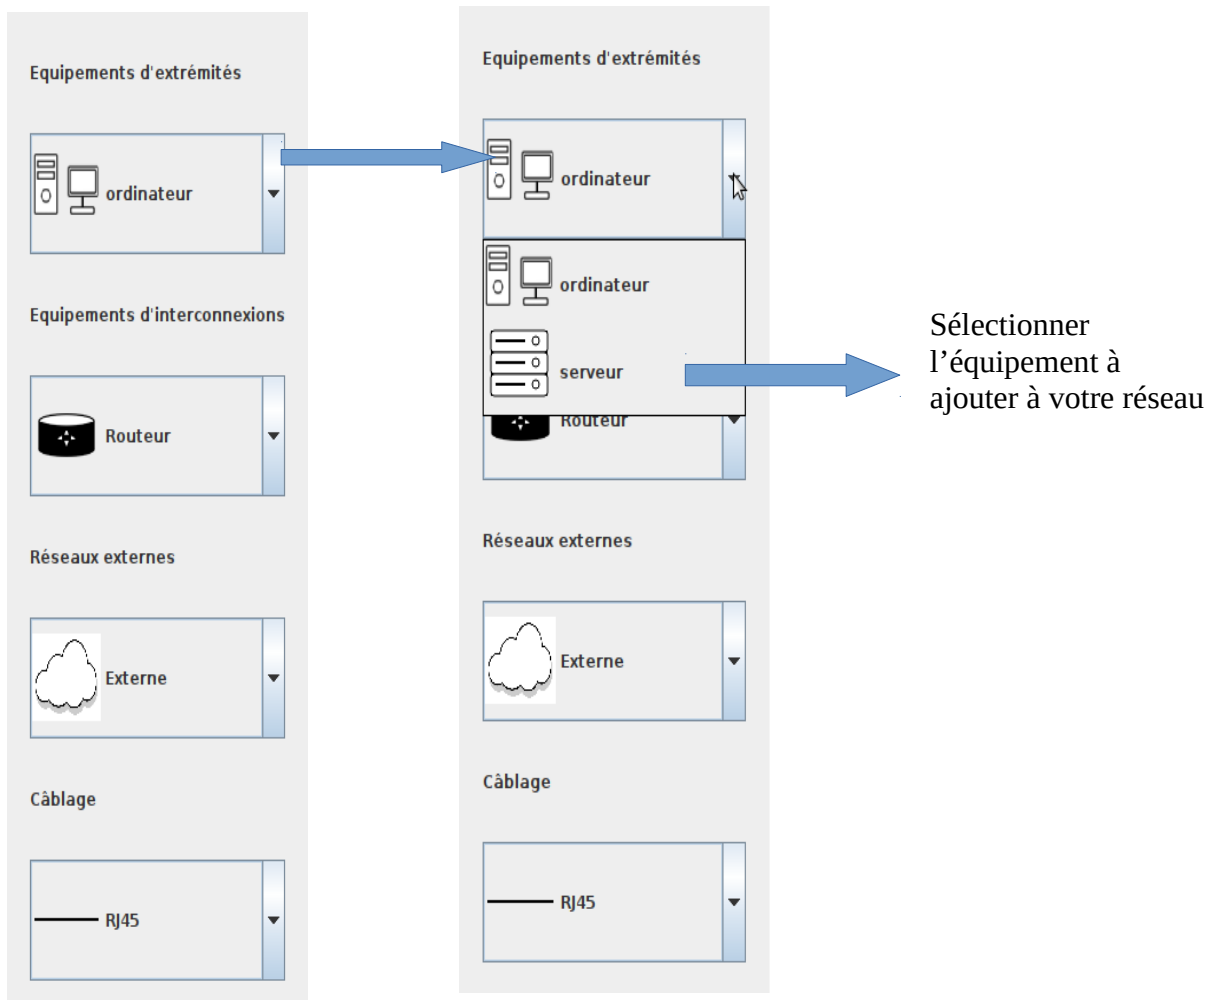 Equipements d'extrémités
ordinateur
Equipements d'interconnexions
Routeur
Réseaux externes
Externe
Câblage
RJ45
Equipements d'extrémités
ordinateur
ordinateur
serveur
Routeur
Réseaux externes
Externe
Câblage
RJ45
Sélectionner
l’équipement à
ajouter à votre réseau